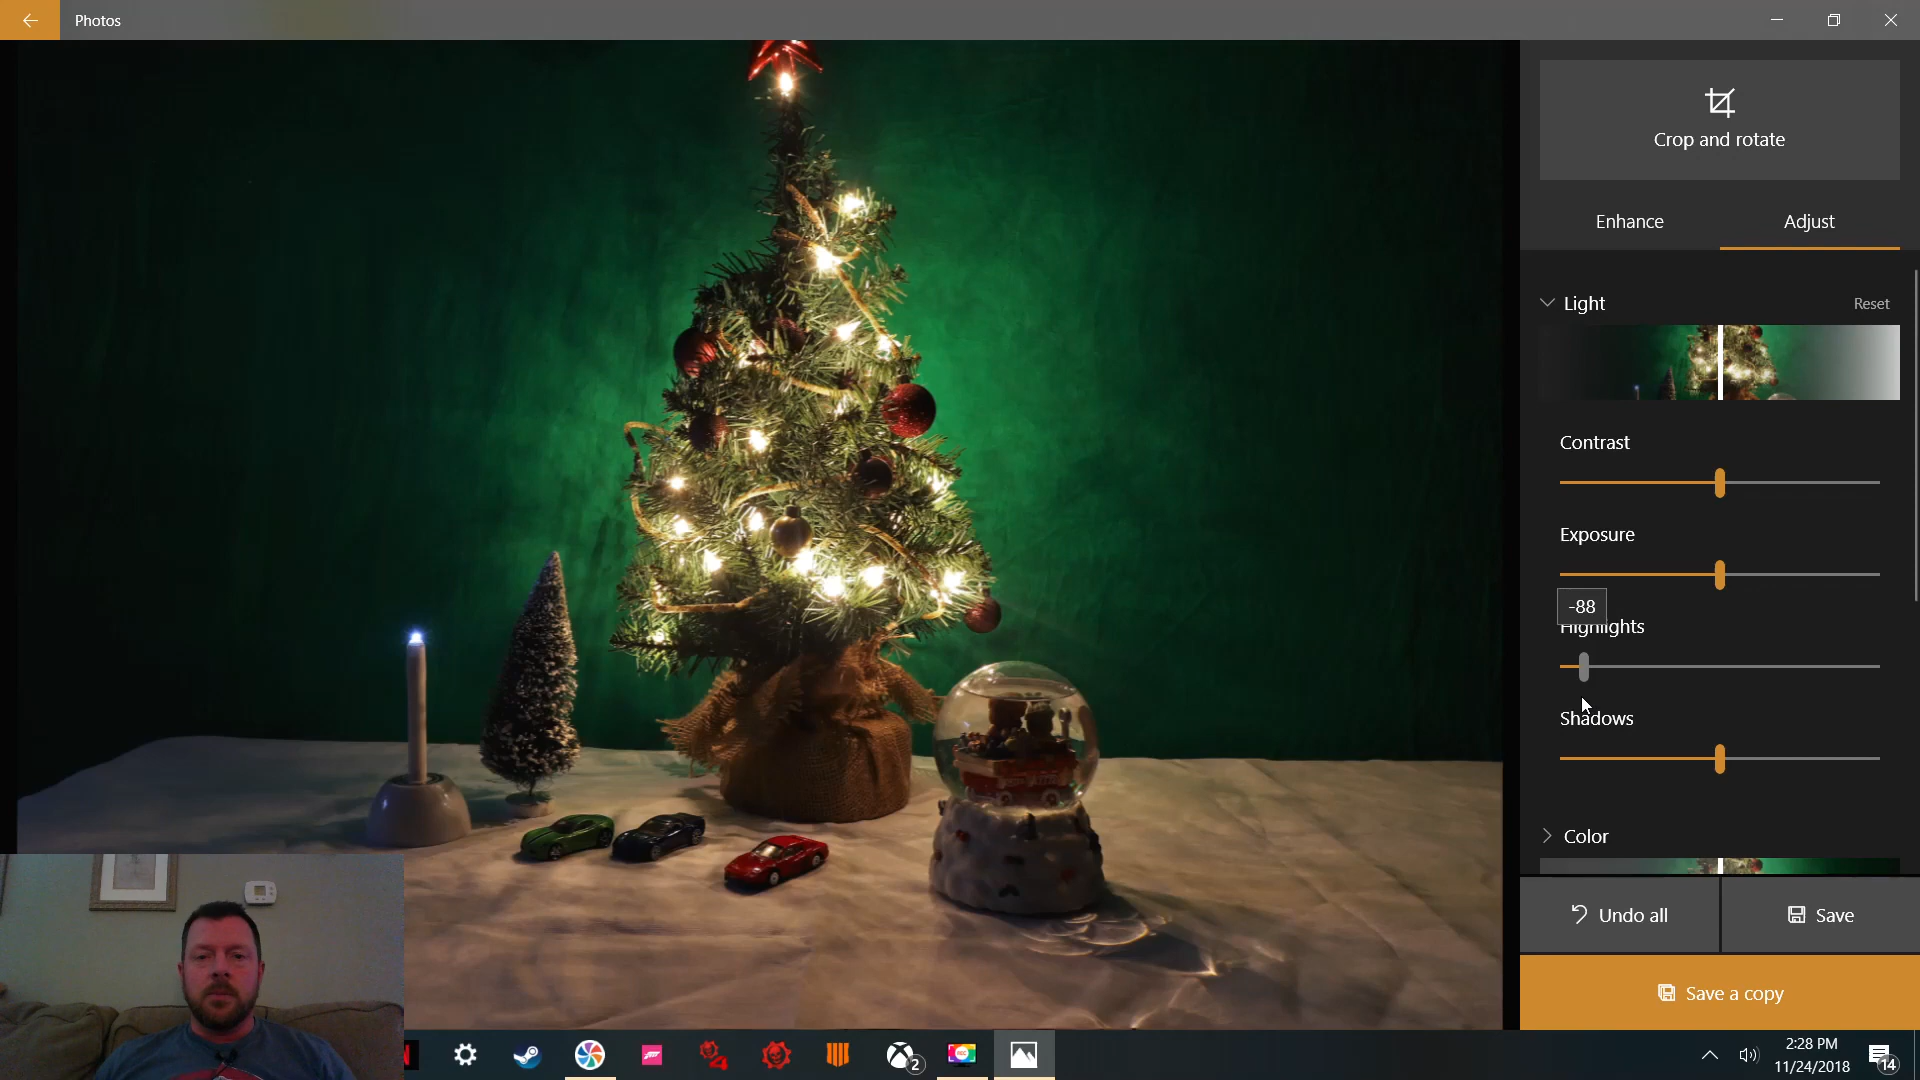 Photos
Crop and rotate
Enhance
Adjust
Light
Reset
Contrast
Exposure
-88
Highlights
Shadows
Color
Undo all
Save
Save a copy
N
4
2
2:28 PM
11/24/2018
14